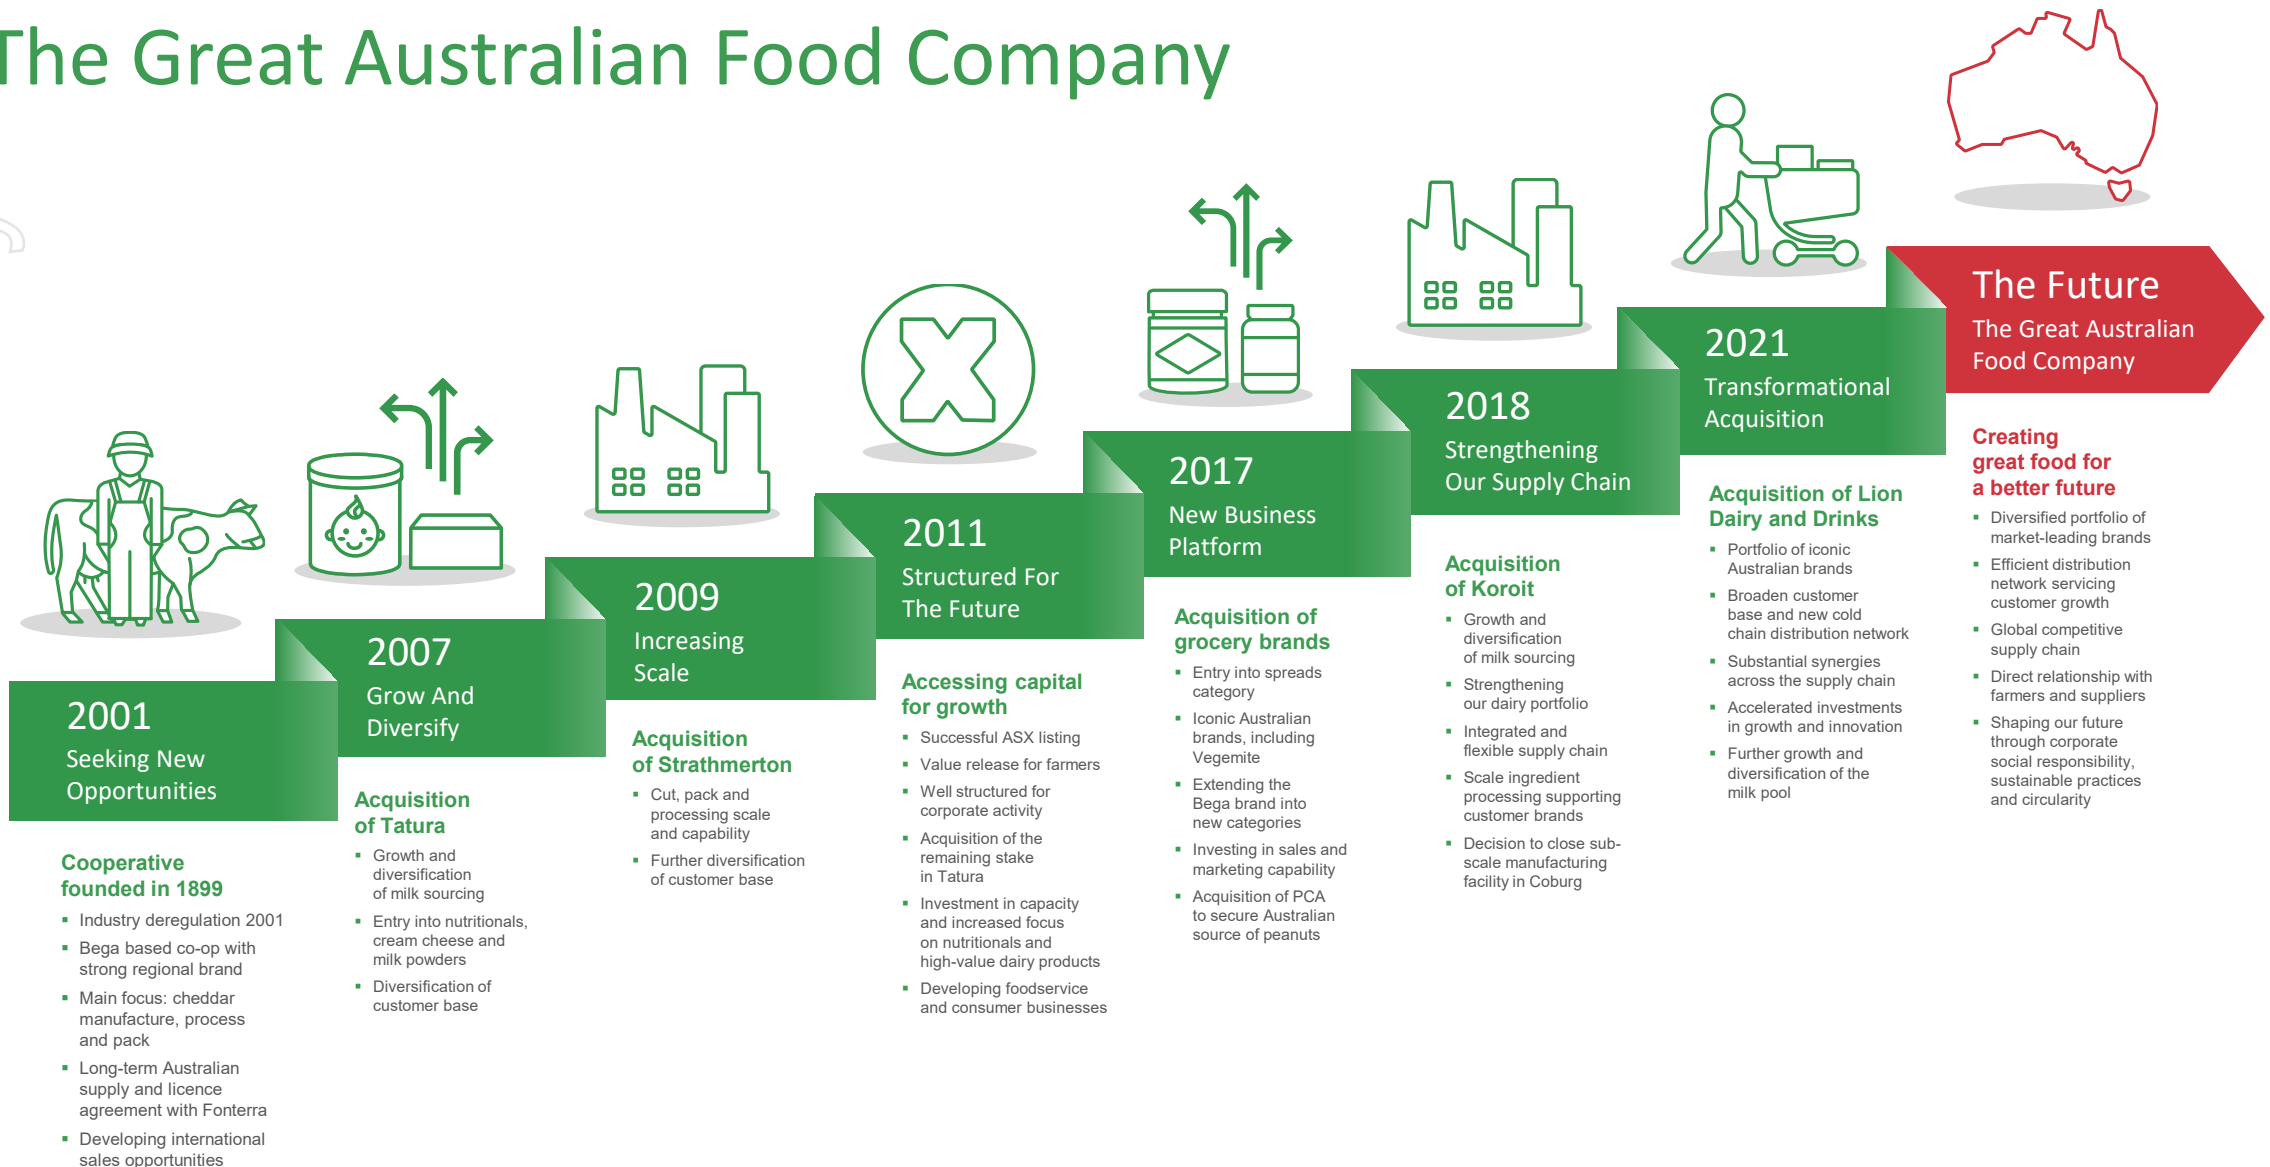 The Great Australian Food Company
2001
Seeking New
Opportunities
Cooperative
founded in 1899
▪ Industry deregulation 2001
▪ Bega based co-op with
strong regional brand
▪ Main focus: cheddar
manufacture, process
and pack
▪ Long-term Australian
supply and licence
agreement with Fonterra
▪ Developing international
sales opportunities
2007
Grow And
Diversify
Acquisition
of Tatura
▪ Growth and
diversification
of milk sourcing
▪ Entry into nutritionals,
cream cheese and
milk powders
▪ Diversification of
customer base
2009
Increasing
Scale
Acquisition
of Strathmerton
▪ Cut, pack and
processing scale
and capability
▪ Further diversification
of customer base
2011
Structured For
The Future
Accessing capital
for growth
▪ Successful ASX listing
▪ Value release for farmers
▪ Well structured for
corporate activity
▪ Acquisition of the
remaining stake
in Tatura
▪ Investment in capacity
and increased focus
on nutritionals and
high-value dairy products
▪ Developing foodservice
and consumer businesses
2017
New Business
Platform
Acquisition of
grocery brands
▪ Entry into spreads
category
▪ Iconic Australian
brands, including
Vegemite
▪ Extending the
Bega brand into
new categories
▪ Investing in sales and
marketing capability
▪ Acquisition of PCA
to secure Australian
source of peanuts
2018
Strengthening
Our Supply Chain
Acquisition
of Koroit
▪ Growth and
diversification
of milk sourcing
▪ Strengthening
our dairy portfolio
▪ Integrated and
flexible supply chain
▪ Scale ingredient
processing supporting
customer brands
▪ Decision to close sub-
scale manufacturing
facility in Coburg
2021
Transformational
Acquisition
Acquisition of Lion
Dairy and Drinks
▪ Portfolio of iconic
Australian brands
▪ Broaden customer
base and new cold
chain distribution network
▪ Substantial synergies
across the supply chain
▪ Accelerated investments
in growth and innovation
▪ Further growth and
diversification of the
milk pool
The Future
The Great Australian
Food Company
Creating
great food for
a better future
▪ Diversified portfolio of
market-leading brands
▪ Efficient distribution
network servicing
customer growth
▪ Global competitive
supply chain
▪ Direct relationship with
farmers and suppliers
▪ Shaping our future
through corporate
social responsibility,
sustainable practices
and circularity